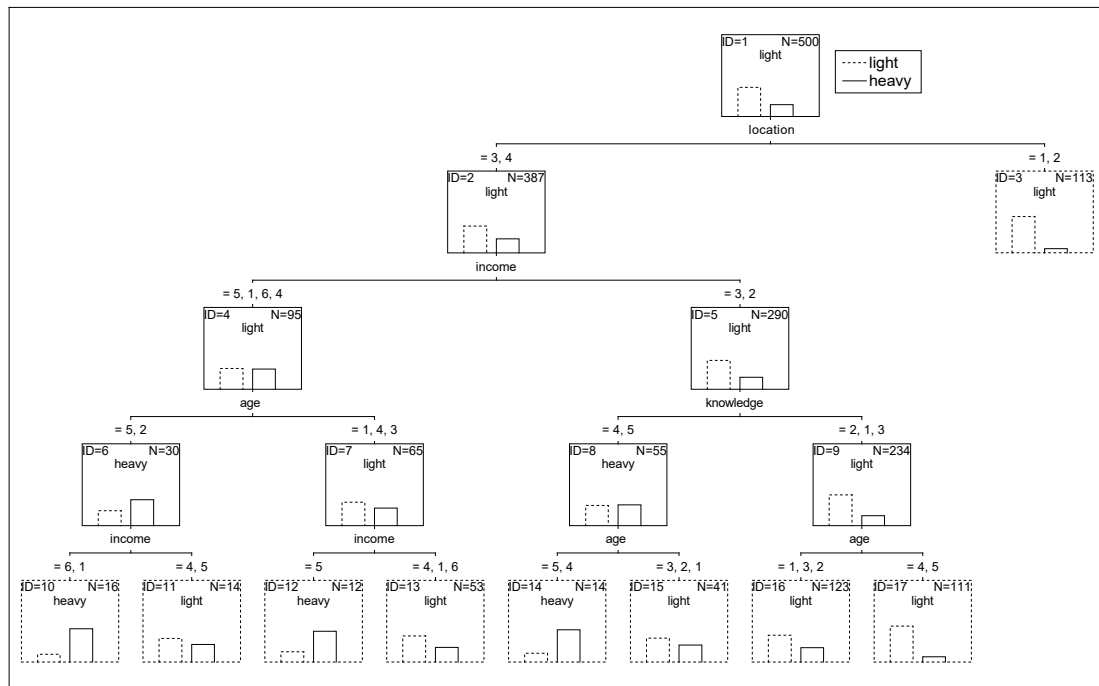 ID=1 N=500
light
light
heavy
location
= 3, 4
= 1, 2
ID=2 N=387
light
ID=3 N=113
light
income
= 5, 1, 6, 4
= 3, 2
ID=4 N=95
light
ID=5 N=290
light
age
knowledge
= 5, 2
= 1, 4, 3
= 4, 5
= 2, 1, 3
ID=6 N=30
heavy
ID=7 N=65
light
ID=8 N=55
heavy
ID=9 N=234
light
income
income
age
age
= 6, 1
= 4, 5
= 5
= 4, 1, 6
= 5, 4
= 3, 2, 1
= 1, 3, 2
= 4, 5
ID=10 N=16
heavy
ID=11 N=14
light
ID=12 N=12
heavy
ID=13 N=53
light
ID=14 N=14
heavy
ID=15 N=41
light
ID=16 N=123
light
ID=17 N=111
light